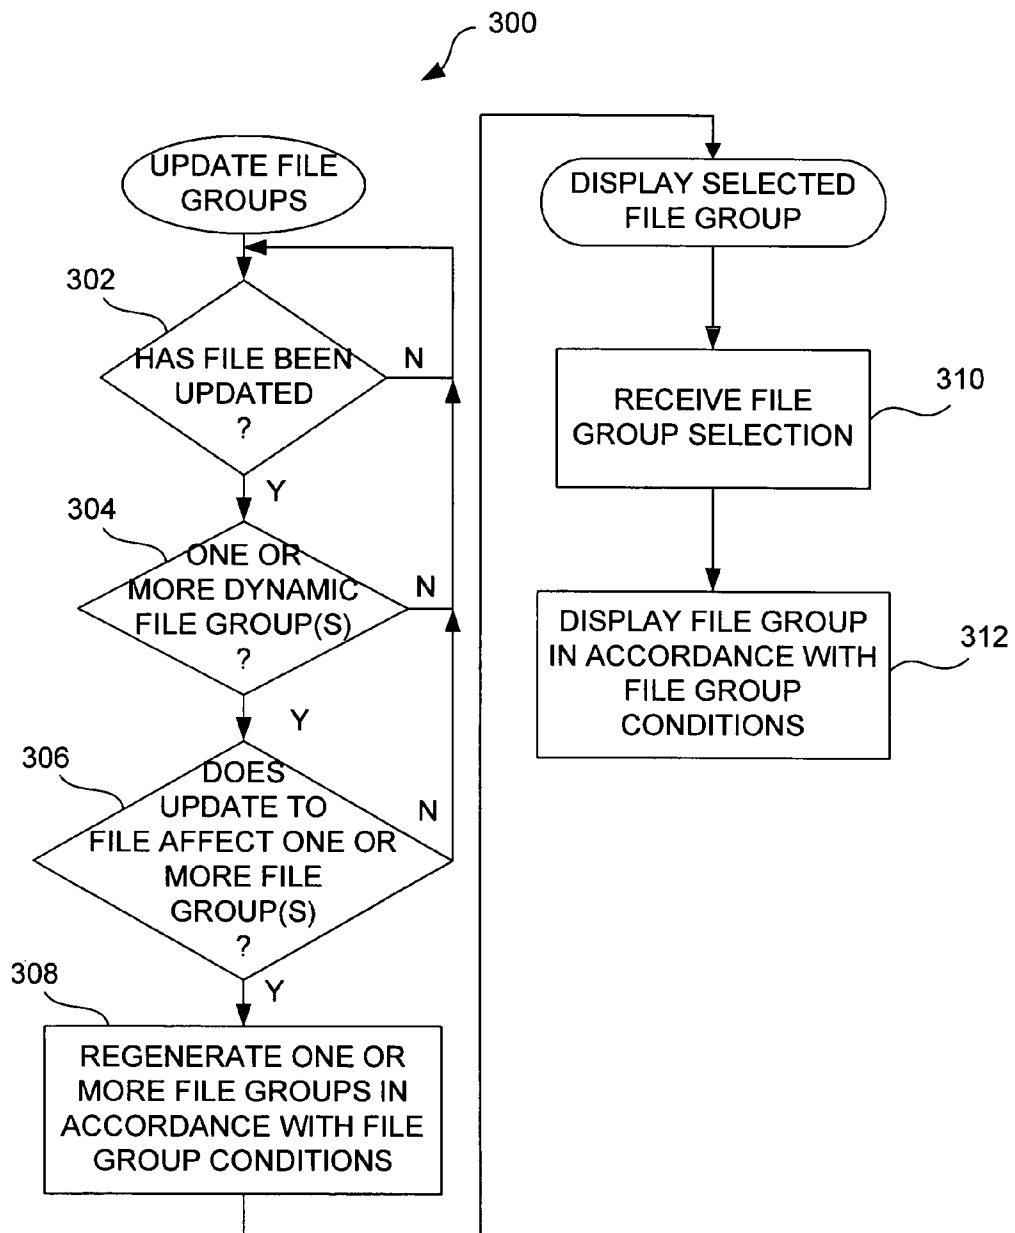 300
UPDATE FILE
GROUPS
302
HAS FILE BEEN
UPDATED
?
N
Y
304
ONE OR
MORE DYNAMIC
FILE GROUP(S)
?
N
Y
306
DOES
UPDATE TO
FILE AFFECT ONE OR
MORE FILE
GROUP(S)
?
N
Y
308
REGENERATE ONE OR
MORE FILE GROUPS IN
ACCORDANCE WITH FILE
GROUP CONDITIONS
DISPLAY SELECTED
FILE GROUP
310
RECEIVE FILE
GROUP SELECTION
312
DISPLAY FILE GROUP
IN ACCORDANCE WITH
FILE GROUP
CONDITIONS